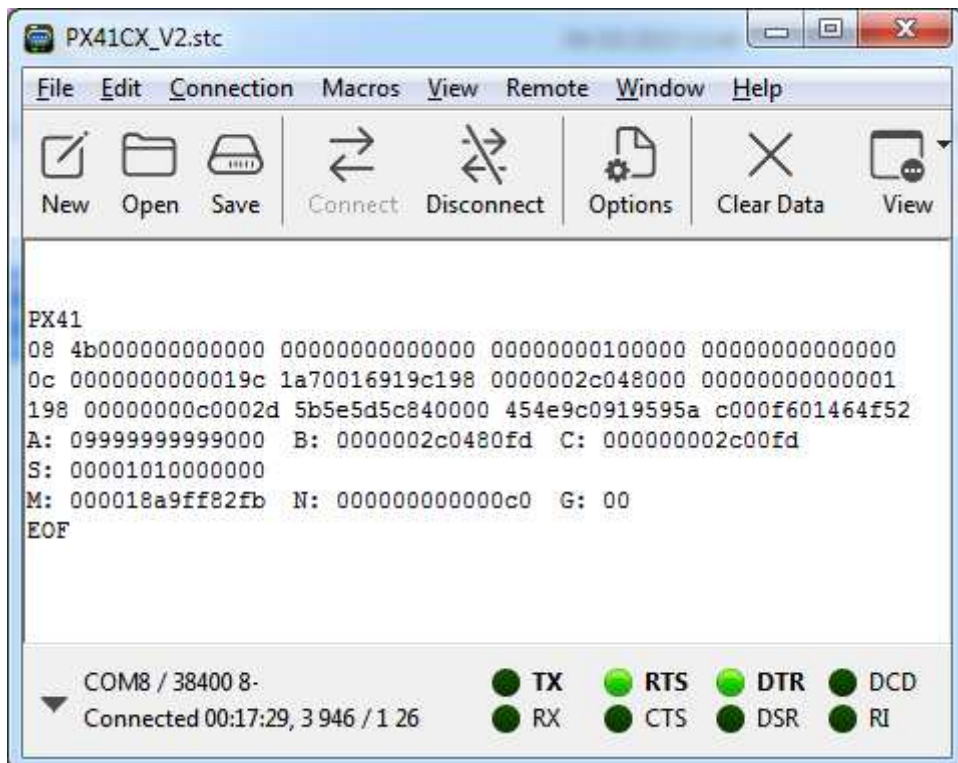 PX41CX_V2.stc
File Edit Connection Macros View Remote Window Help
New Open Save Connect Disconnect Options Clear Data View
PX41
08 4b000000000000 00000000000000 00000000100000 00000000000000
0c 0000000000019c 1a70016919c198 0000002c048000 00000000000001
198 00000000c0002d 5b5e5d5c840000 454e9c0919595a c000f601464f52
A: 09999999999000 B: 0000002c0480fd C: 000000002c00fd
S: 00001010000000
M: 000018a9ff82fb N: 000000000000c0 G: 00
EOF
COM8 / 38400 8-
Connected 00:17:29, 3 946 / 1 26
TX RTS DTR DCD
RX CTS DSR RI